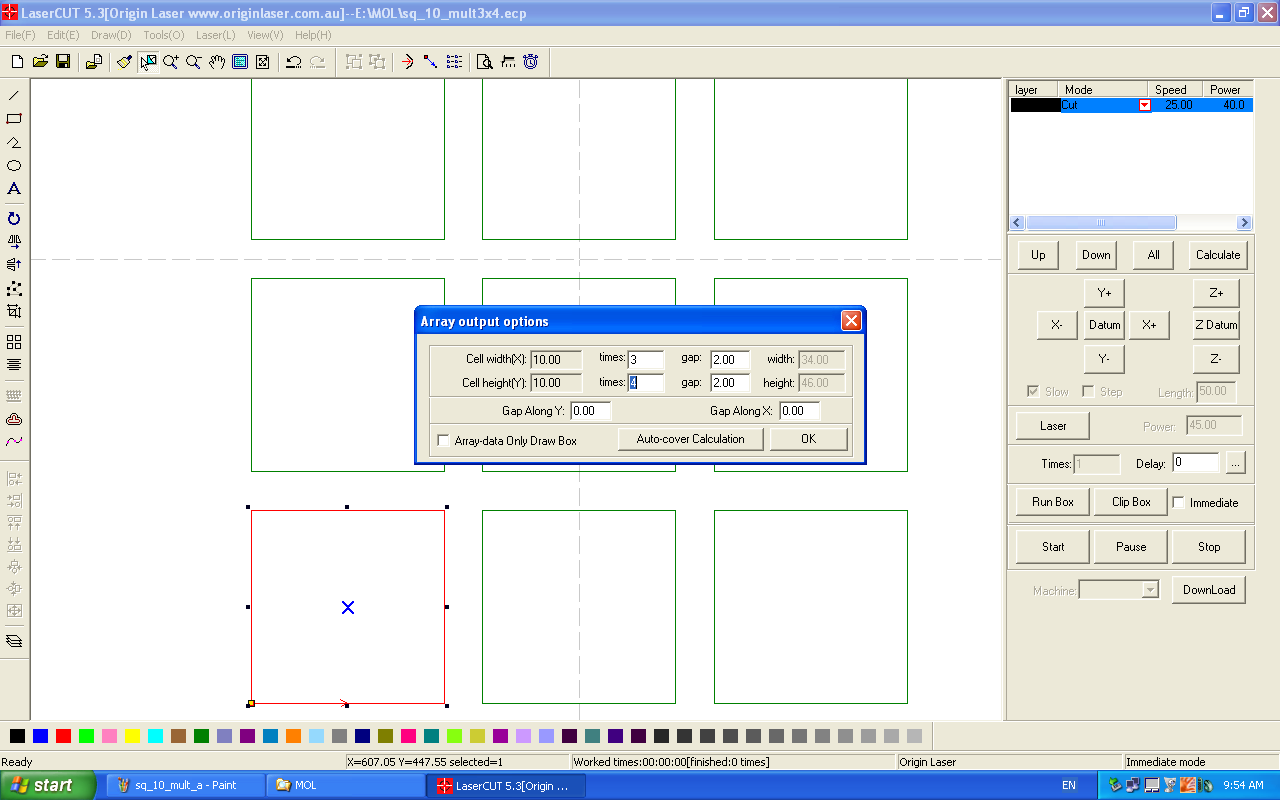 LaserCUT 5.3[Origin Laser www.originlaser.com.au]--E:\MOL\sq_10_mult3x4.ecp
File(F) Edit(E) Draw(D) Tools(O) Laser(L) View(V) Help(H)
layer Mode Speed Power
Cut 25.00 40.0
Up Down All Calculate
Y+ Z+
X- Datum X+ Z Datum
Y- Z-
Slow Step Length: 50.00
Laser Power: 45.00
Times: 1 Delay: 0 ...
Run Box Clip Box Immediate
Start Pause Stop
Machine: DownLoad
Array output options
Cell width(X): 10.00 times: 3 gap: 2.00 width: 34.00
Cell height(Y): 10.00 times: 4 gap: 2.00 height: 46.00
Gap Along Y: 0.00 Gap Along X: 0.00
Array-data Only Draw Box Auto-cover Calculation OK
Ready X=607.05 Y=447.55 selected=1 Worked times:00:00:00[finished:0 times] Origin Laser Immediate mode
start sq_10_mult_a - Paint MOL LaserCUT 5.3[Origin ... EN 9:54 AM